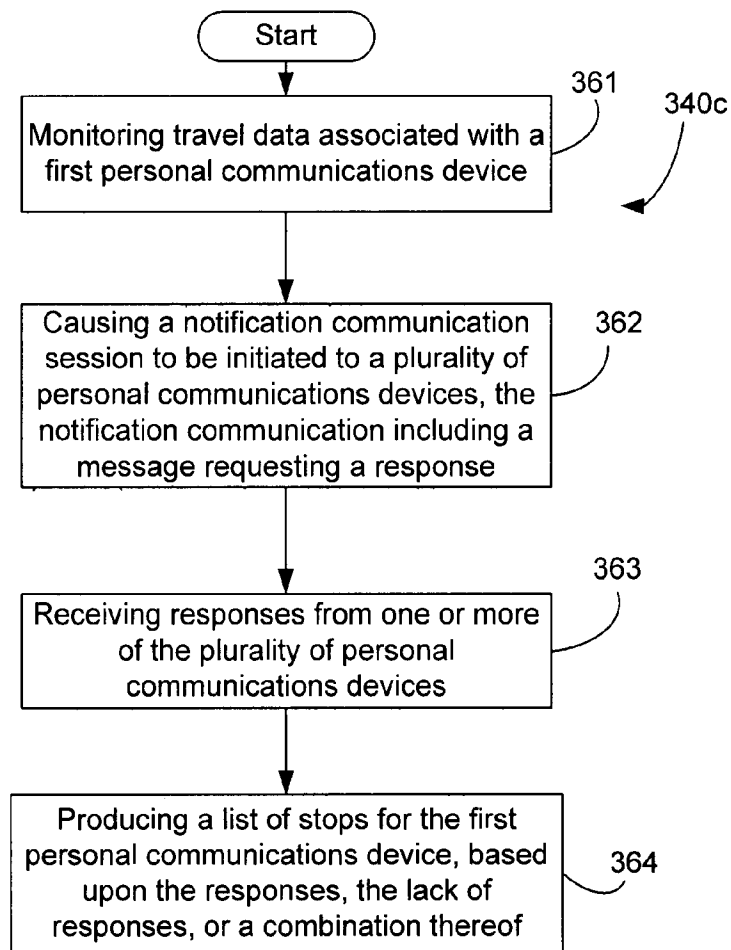 Start
361
340c
Monitoring travel data associated with a
first personal communications device
362
Causing a notification communication
session to be initiated to a plurality of
personal communications devices, the
notification communication including a
message requesting a response
363
Receiving responses from one or more
of the plurality of personal
communications devices
364
Producing a list of stops for the first
personal communications device, based
upon the responses, the lack of
responses, or a combination thereof